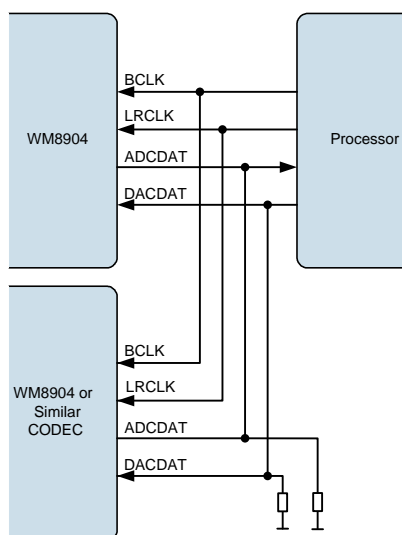 BCLK
LRCLK
WM8904
Processor
ADCDAT
DACDAT
BCLK
LRCLK
WM8904 or
Similar
CODEC
ADCDAT
DACDAT